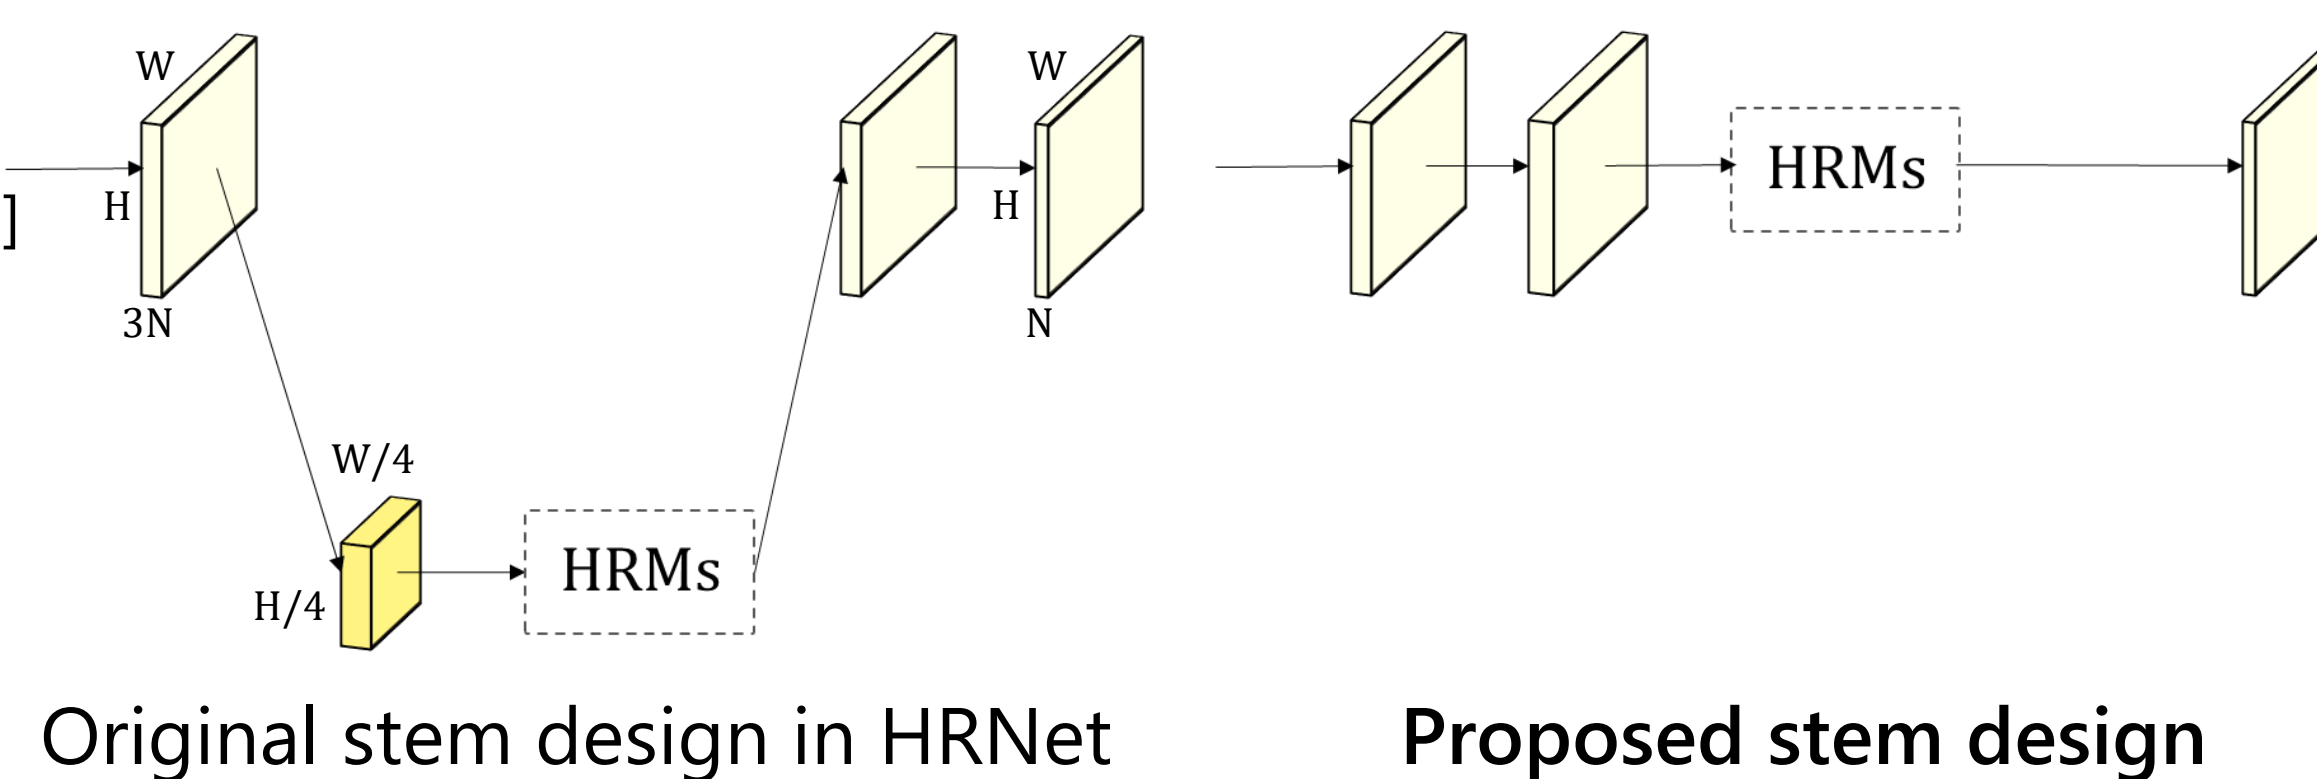 W
W
HRMs
H
H
]
3N
N
W/4
HRMs
H/4
Original stem design in HRNet
Proposed stem design